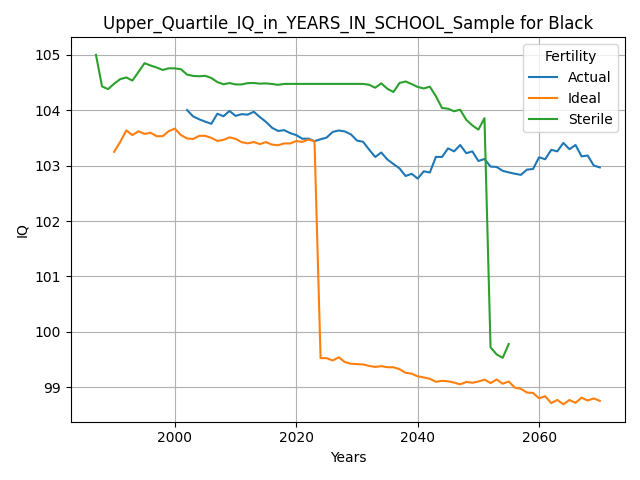 Upper_Quartile_IQ_in_YEARS_IN_SCHOOL_Sample for Black
Fertility
Actual
Ideal
Sterile
IQ
105
104
103
102
101
100
99
2000
2020
2040
2060
Years